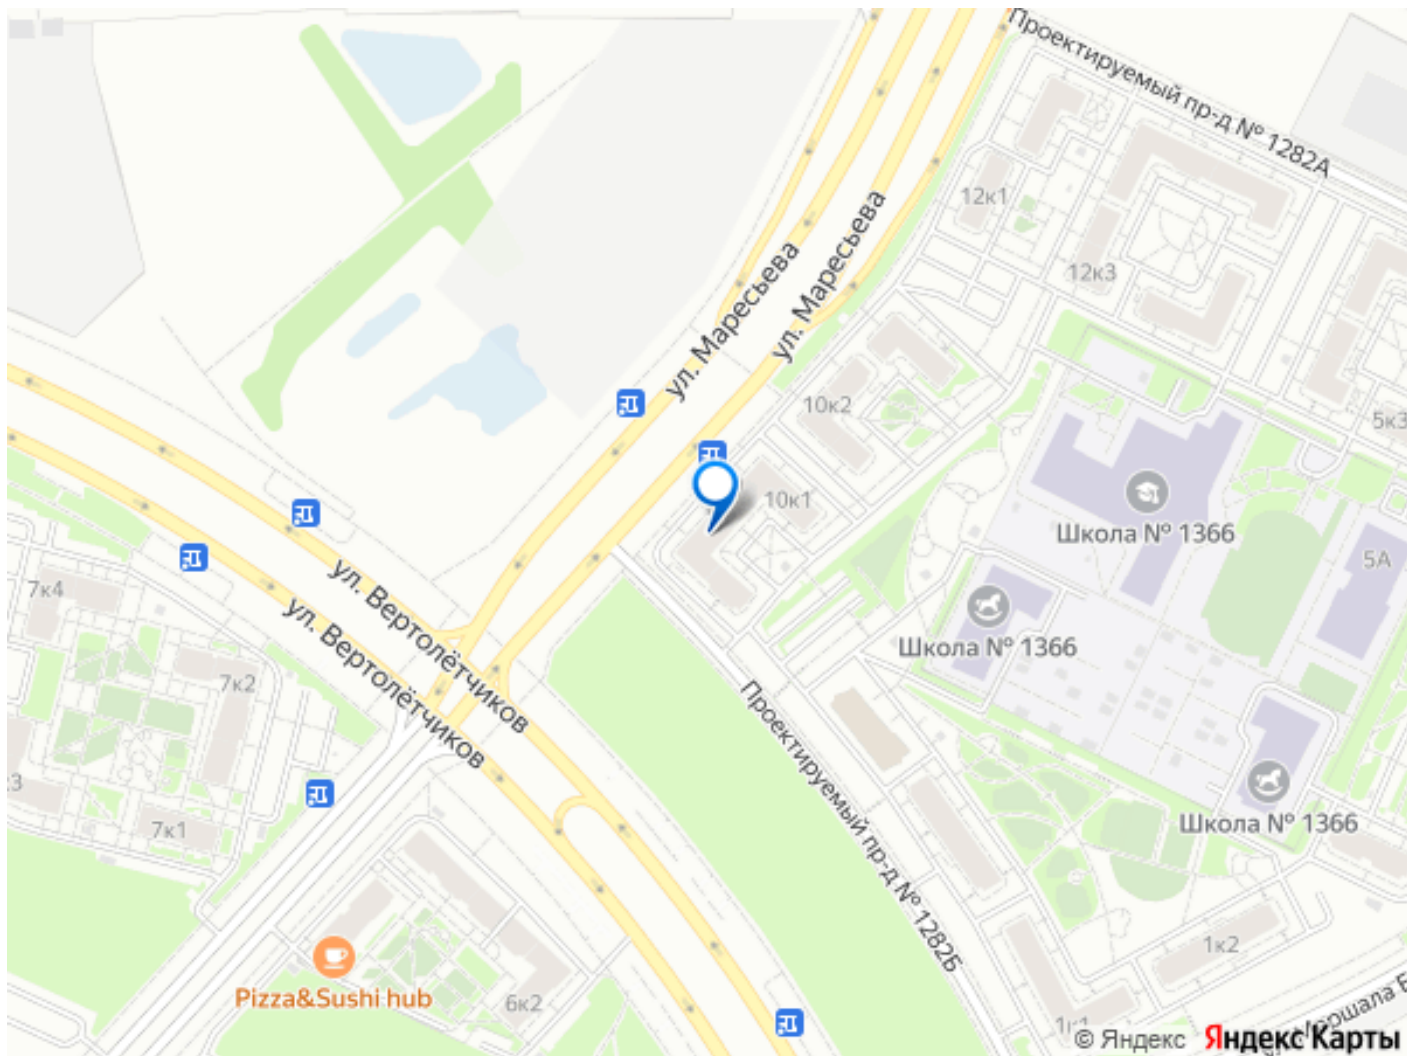 Проектируемый пр-д № 1282А
12к1
ул. Маресьева
ул. Маресьева
12к3
10к2
5к3
10к1
Школа № 1366
5А
7к4
ул. Вертолётчиков
ул. Вертолётчиков
Школа № 1366
7к2
Проектируемый пр-д № 1282Б
7к1
Школа № 1366
1к2
Pizza&Sushi hub
6к2
1к1
© Яндекс Яндекс Карты